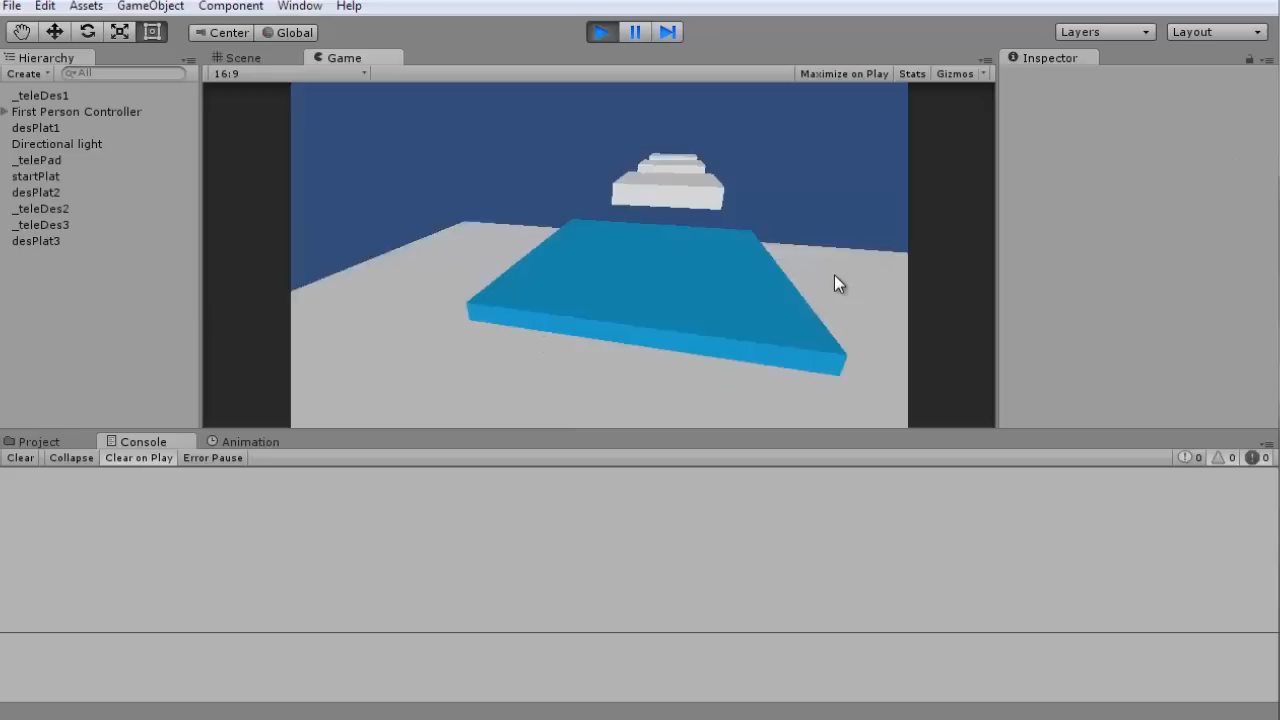 File Edit Assets GameObject Component Window Help
Center Global Layers Layout
Hierarchy Scene Game Inspector
Create All 16:9 Maximize on Play Stats Gizmos
_teleDes1
First Person Controller
desPlat1
Directional light
_telePad
startPlat
desPlat2
_teleDes2
_teleDes3
desPlat3
Project Console Animation
Clear Collapse Clear on Play Error Pause 0 0 0